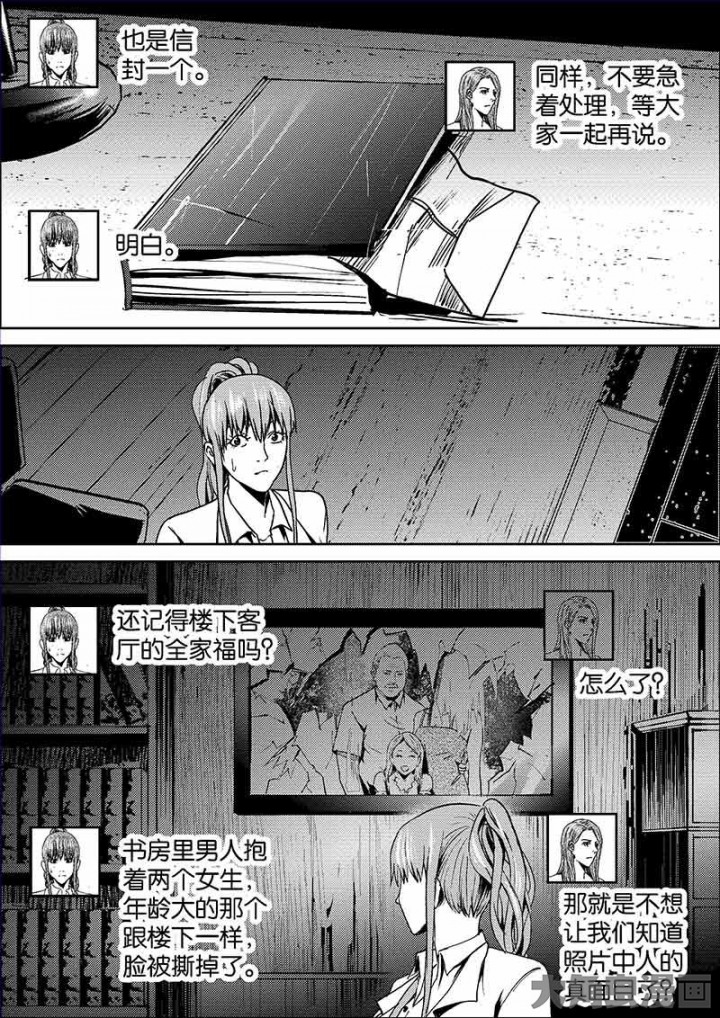 也是信
封一个。
同样，不要急
着处理，等大
家一起再说。
明白。
还记得楼下客
厅的全家福吗？
怎么了？
书房里男人抱
着两个女生，
年龄大的那个
跟楼下一样，
脸被撕掉了。
那就是不想
让我们知道
照片中人的
真面目了？